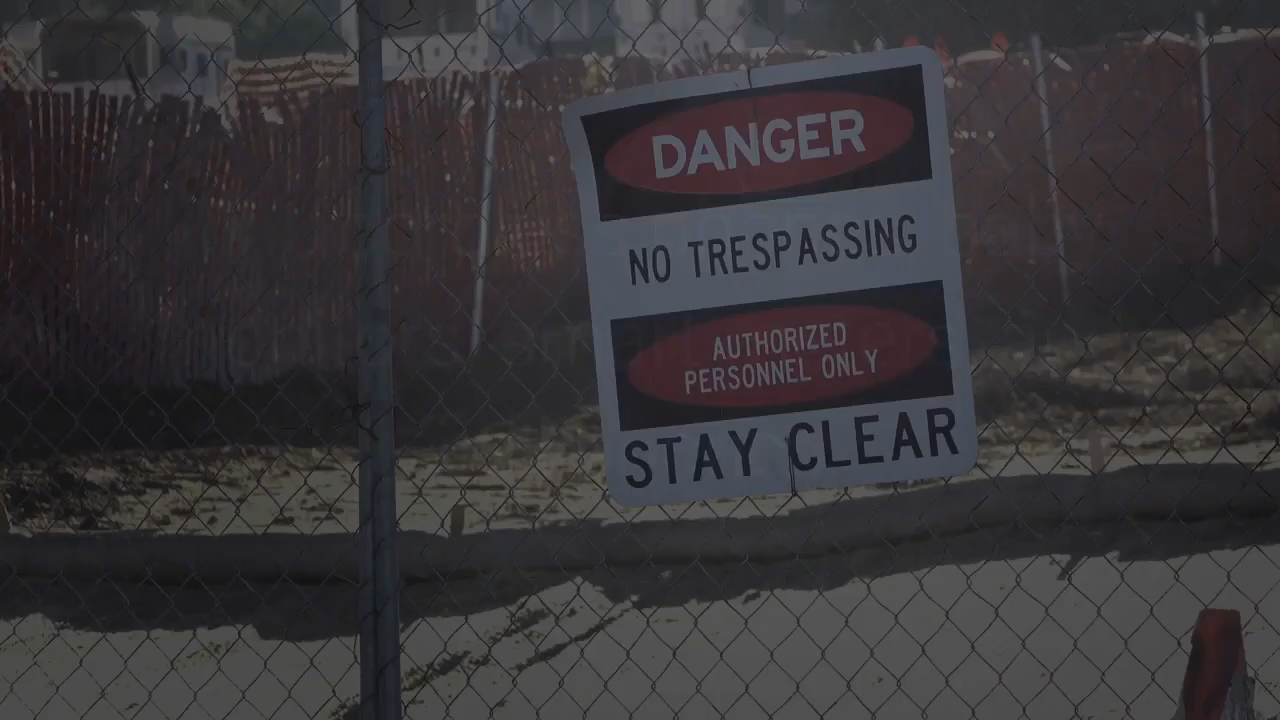 DANGER
NO TRESPASSING
AUTHORIZED
PERSONNEL ONLY
STAY CLEAR